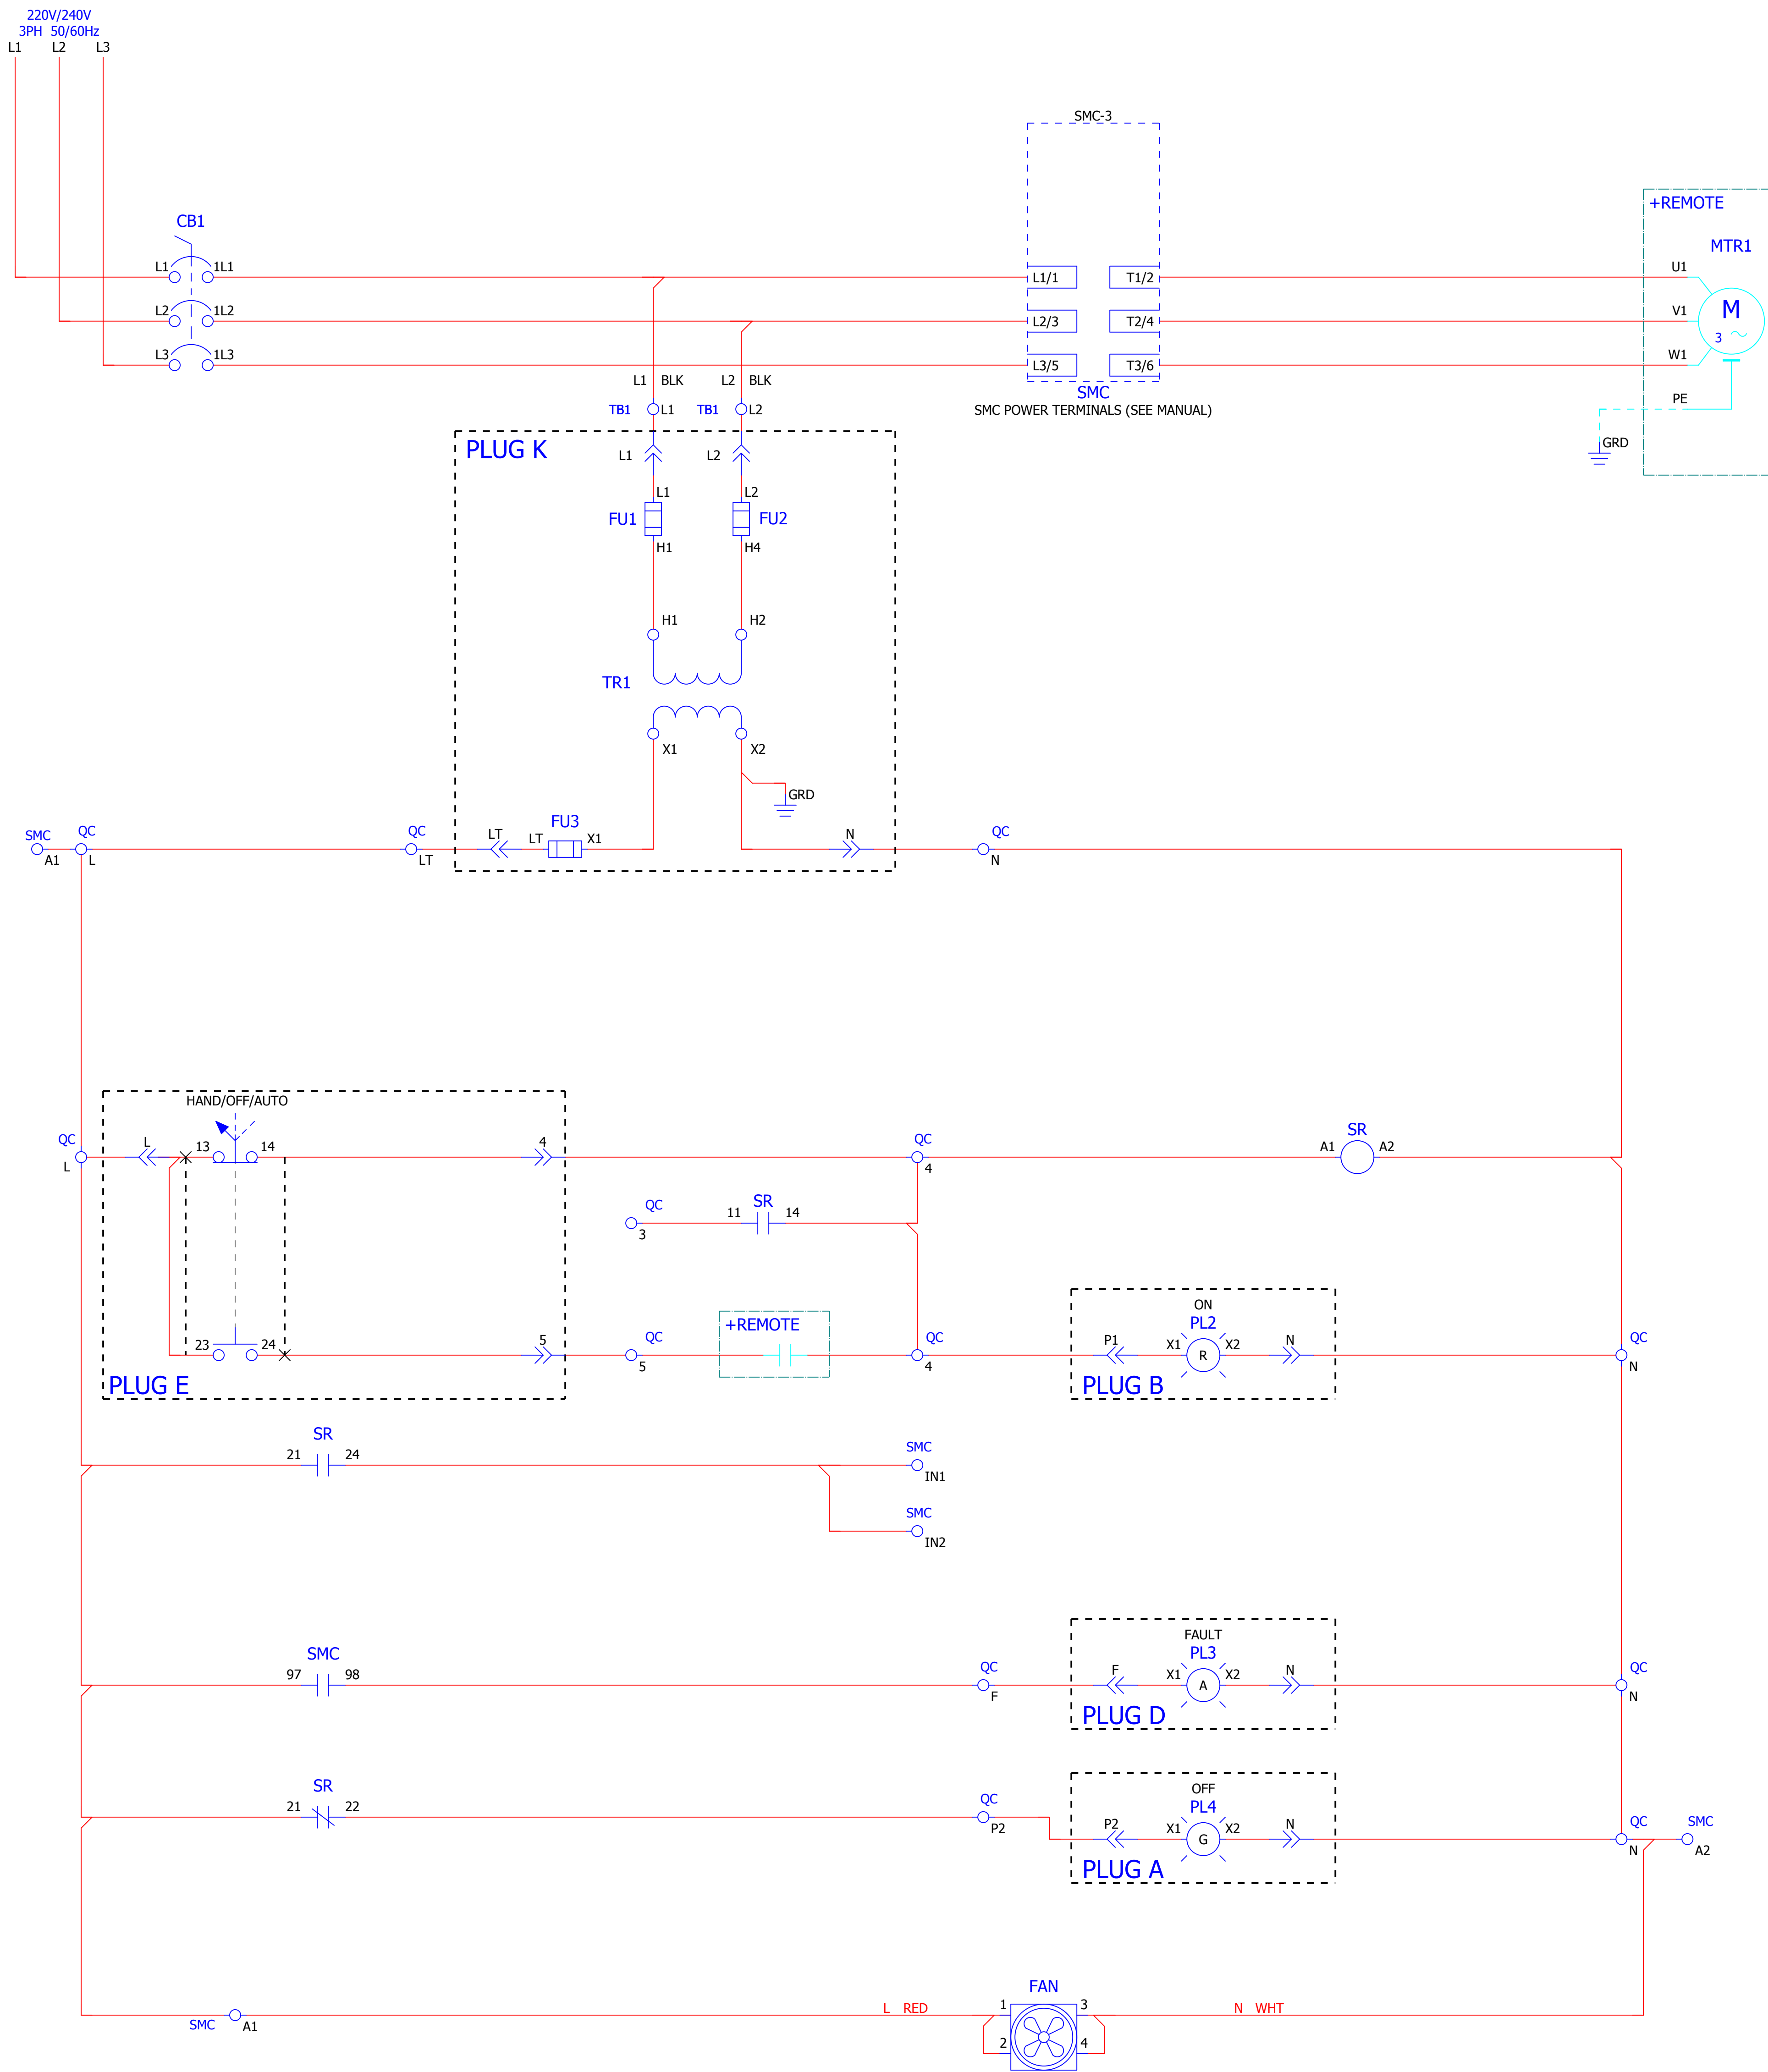 220V/240V
3PH 50/60Hz
L1 L2 L3
SMC-3
+REMOTE
CB1
MTR1
L1 1L1 L1/1 T1/2 U1
L2 1L2 L2/3 T2/4 V1
M
3
L3 1L3 L3/5 T3/6 W1
L1 BLK L2 BLK
SMC
SMC POWER TERMINALS (SEE MANUAL)
TB1 L1 TB1 L2
PE
GRD
PLUG K
L1 L2
L1 L2
FU1 FU2
H1 H4
H1 H2
TR1
X1 X2
GRD
FU3
SMC QC QC LT LT X1 N QC
A1 L LT N
HAND/OFF/AUTO
QC L 13 14 4 QC SR
A1 A2
L 4
QC SR
11 14
3
+REMOTE
ON
PL2
23 24 5 QC QC P1 X1 R X2 N QC
5 4 N
PLUG E PLUG B
SR SMC
21 24
IN1
SMC
IN2
FAULT
SMC PL3
97 98 QC F X1 A X2 N QC
F N
PLUG D
OFF
SR PL4
21 22 QC
P2
P2 X1 G X2 N QC SMC
N A2
PLUG A
FAN
L RED 1 3 N WHT
SMC A1
2 4